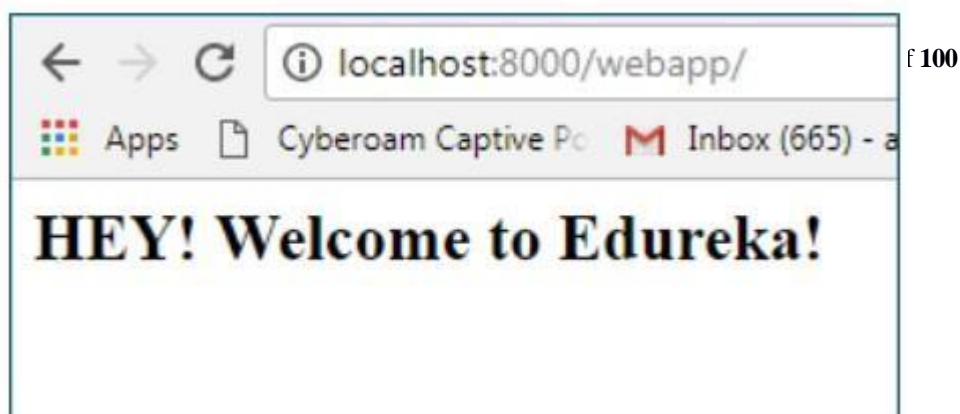 localhost:8000/webapp/
f 100
Apps Cyberoam Captive Po Inbox (665) - a
HEY! Welcome to Edureka!